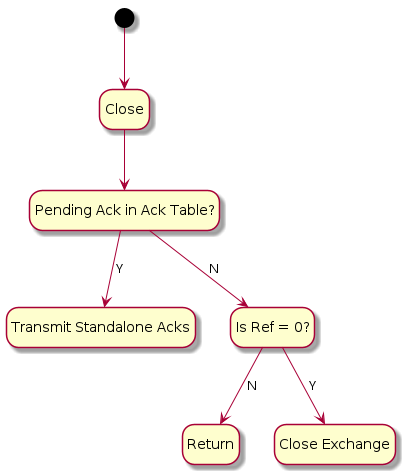 Close
Pending Ack in Ack Table?
Y
N
Transmit Standalone Acks
Is Ref = 0?
N
Y
Return
Close Exchange